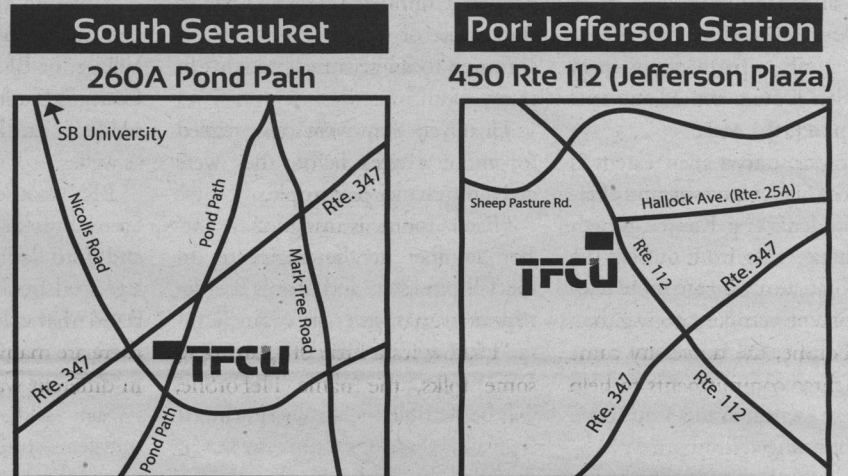 South Setauket
260A Pond Path
SB University
Nicolls Road
Pond Path
Rte. 347
Mark Tree Road
TFCU
Rte. 347
Pond Path
Port Jefferson Station
450 Rte 112 (Jefferson Plaza)
Sheep Pasture Rd.
Hallock Ave. (Rte. 25A)
TFCU
Rte. 112
Rte. 347
Rte. 347
Rte. 112